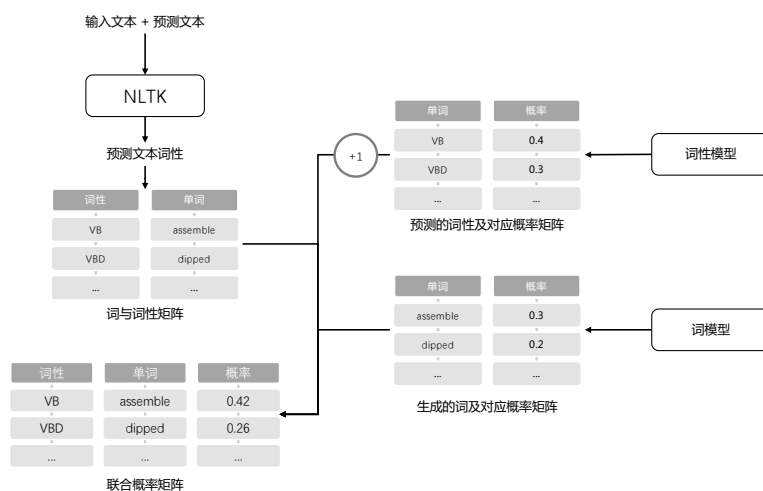 输入文本 + 预测文本
NLTK
预测文本词性
词性 单词
VB assemble
VBD dipped
... ...
词与词性矩阵
+1
单词 概率
VB 0.4
VBD 0.3
... ...
预测的词性及对应概率矩阵
词性模型
单词 概率
assemble 0.3
dipped 0.2
... ...
生成的词及对应概率矩阵
词模型
词性 单词 概率
VB assemble 0.42
VBD dipped 0.26
... ... ...
联合概率矩阵